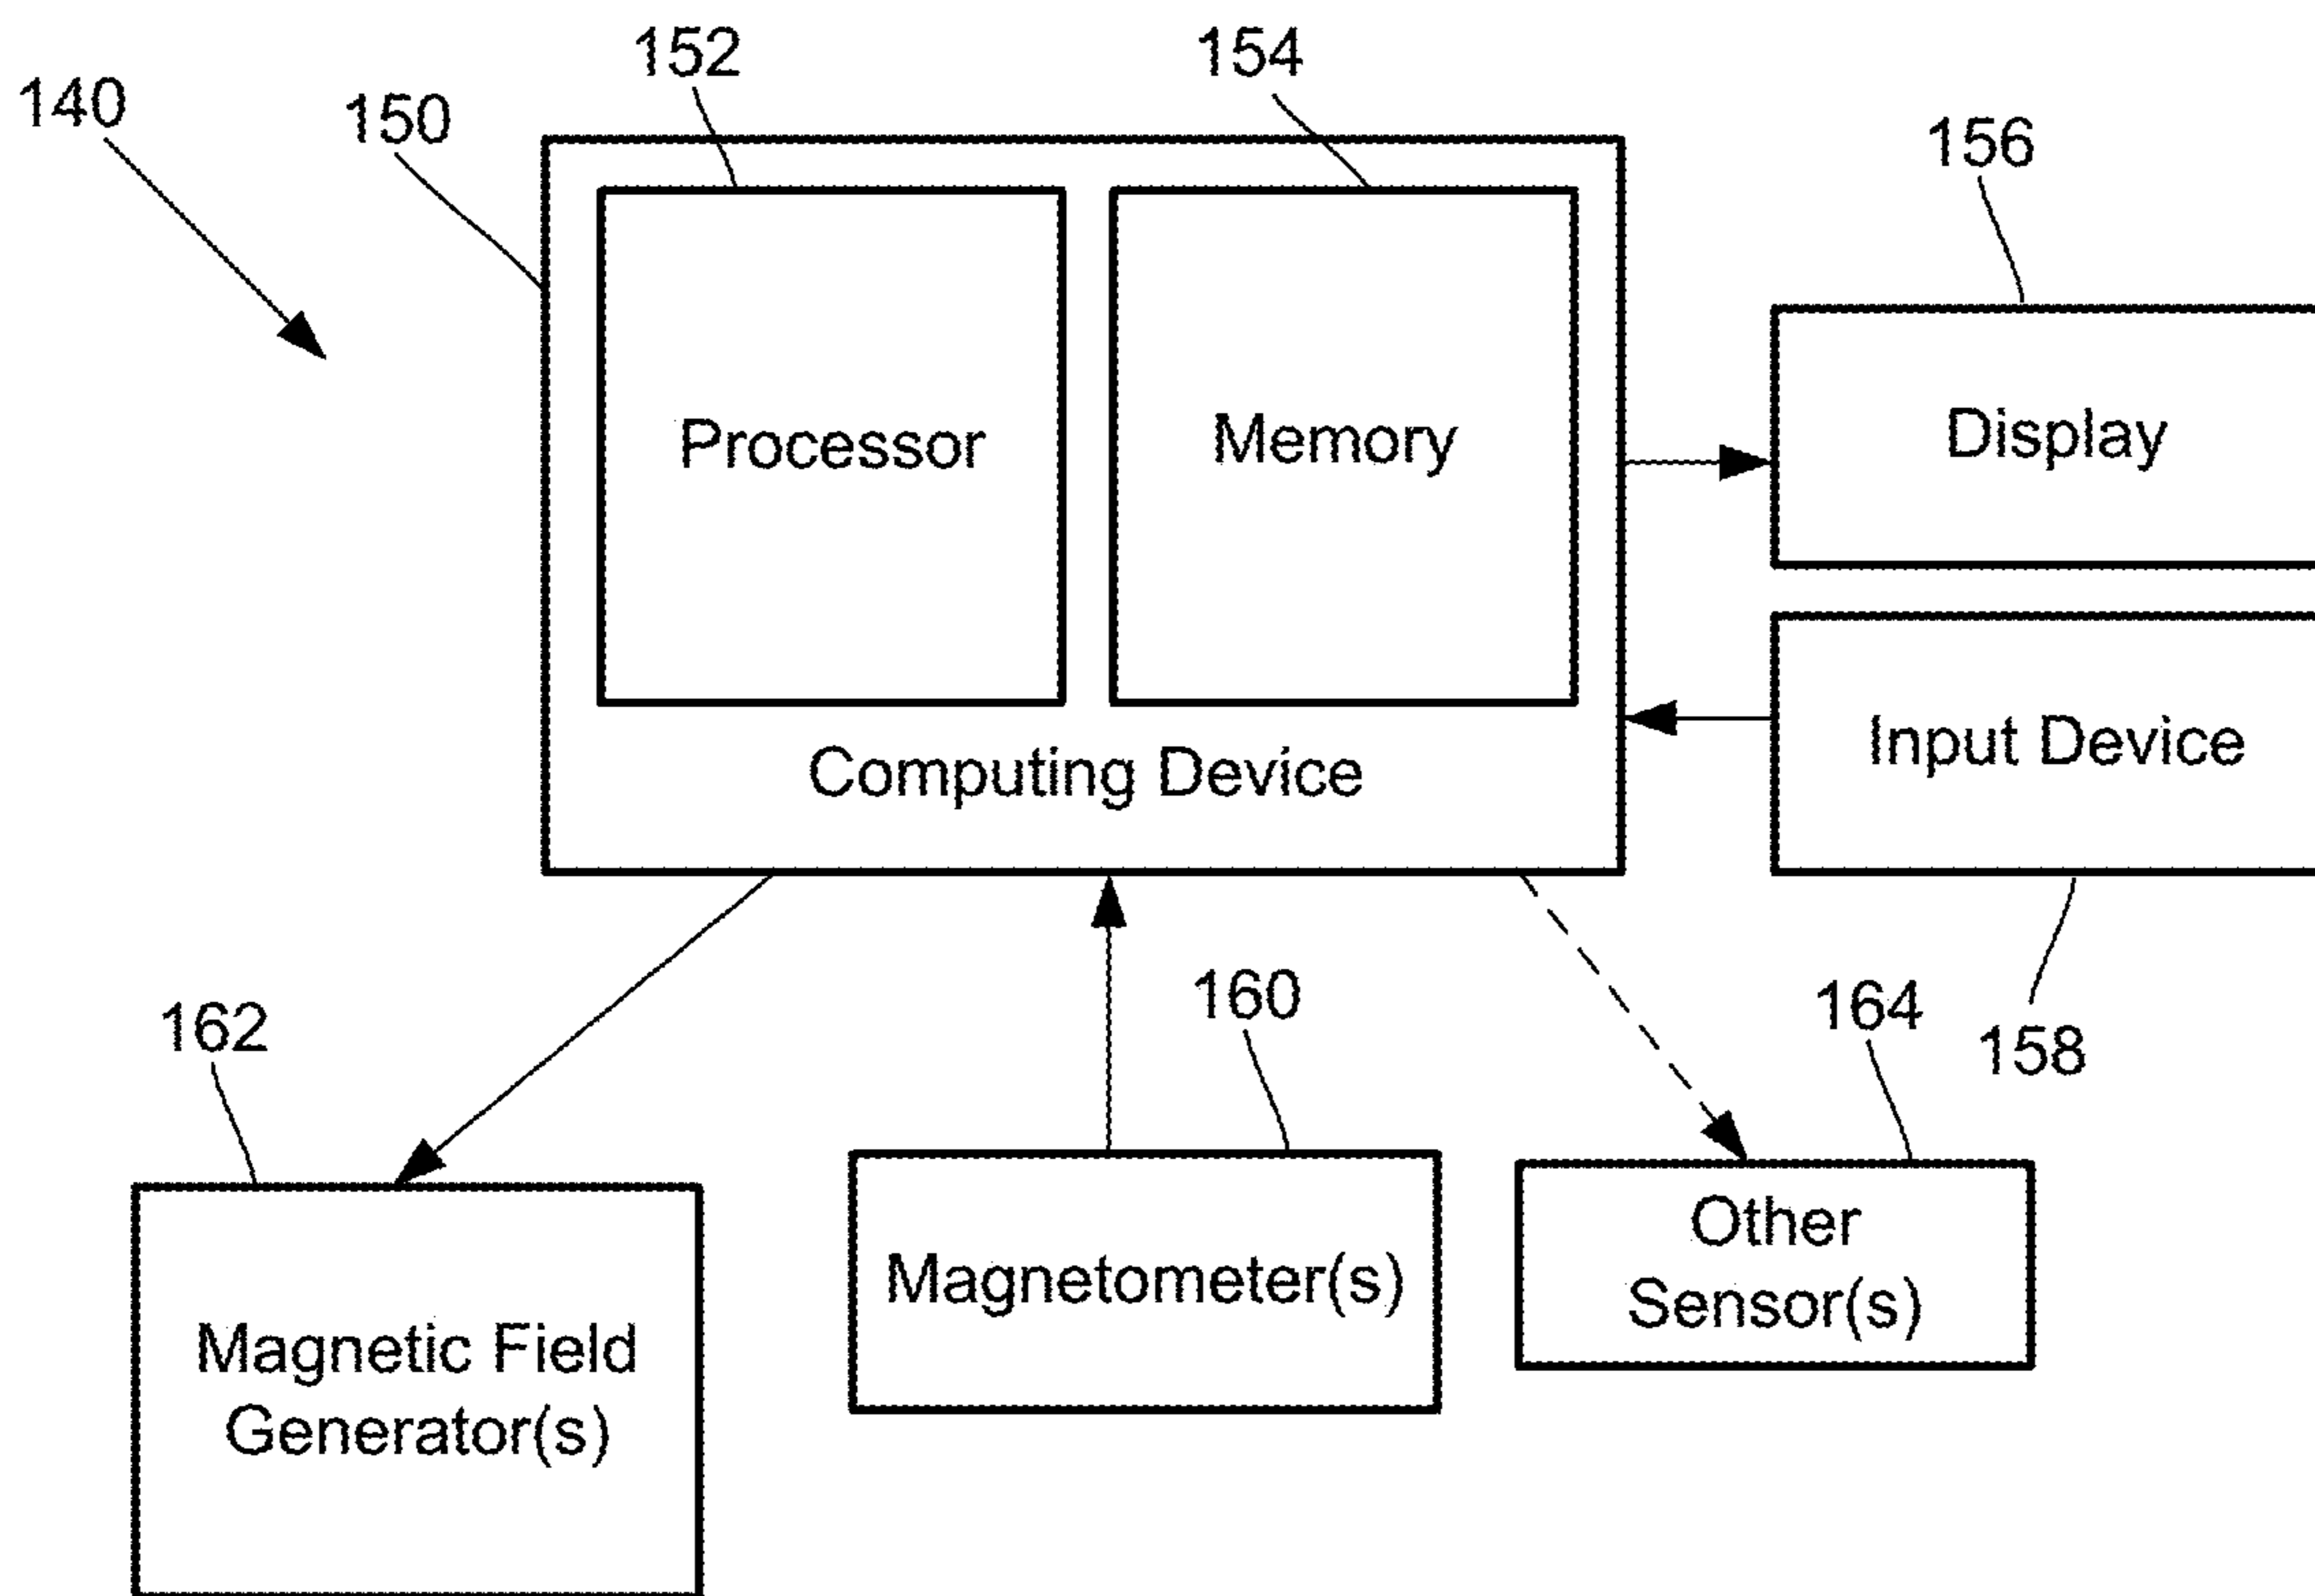 152
154
140
150
156
Processor
Memory
Display
Input Device
Computing Device
160
164
162
158
Other
Sensor(s)
Magnetometer(s)
Magnetic Field
Generator(s)